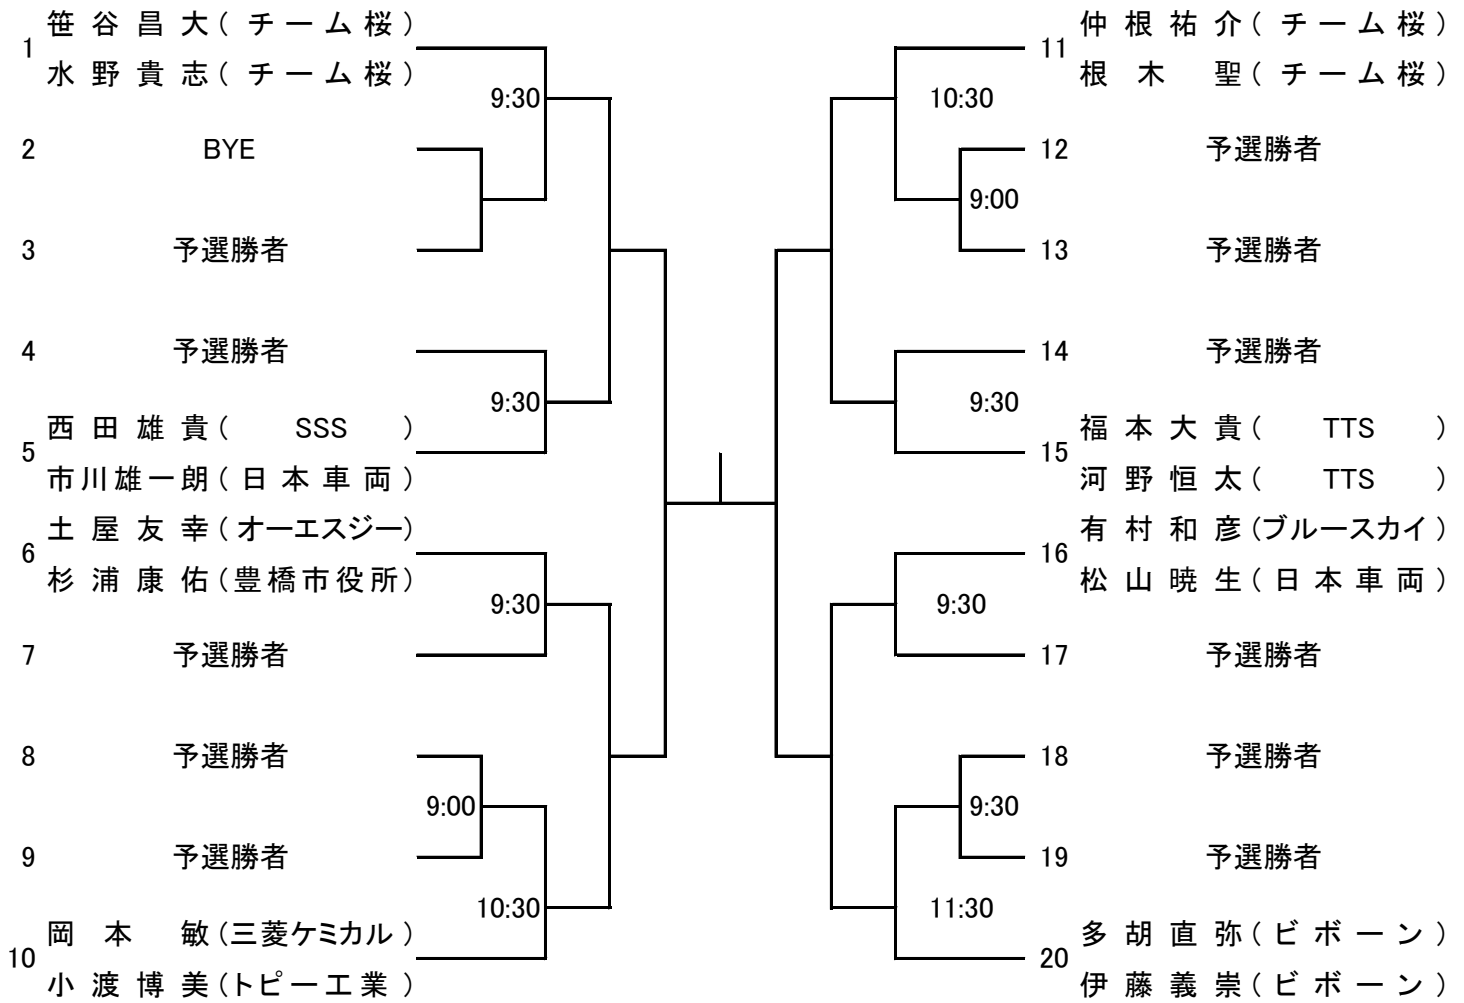 1 笹谷昌大(チーム桜)
水野貴志(チーム桜)
9:30
2 BYE
3 予選勝者
4 予選勝者
9:30
5 西田雄貴( SSS )
市川雄一朗(日本車両)
6 土屋友幸(オーエスジー)
杉浦康佑(豊橋市役所)
9:30
7 予選勝者
8 予選勝者
9:00
9 予選勝者
10:30
10 岡本 敏(三菱ケミカル)
小渡博美(トピー工業)
11 仲根祐介(チーム桜)
根木 聖(チーム桜)
10:30
12 予選勝者
9:00
13 予選勝者
14 予選勝者
9:30
15 福本大貴( TTS )
河野恒太( TTS )
16 有村和彦(ブルースカイ)
松山暁生(日本車両)
9:30
17 予選勝者
18 予選勝者
9:30
19 予選勝者
11:30
20 多胡直弥(ビボーン)
伊藤義崇(ビボーン)